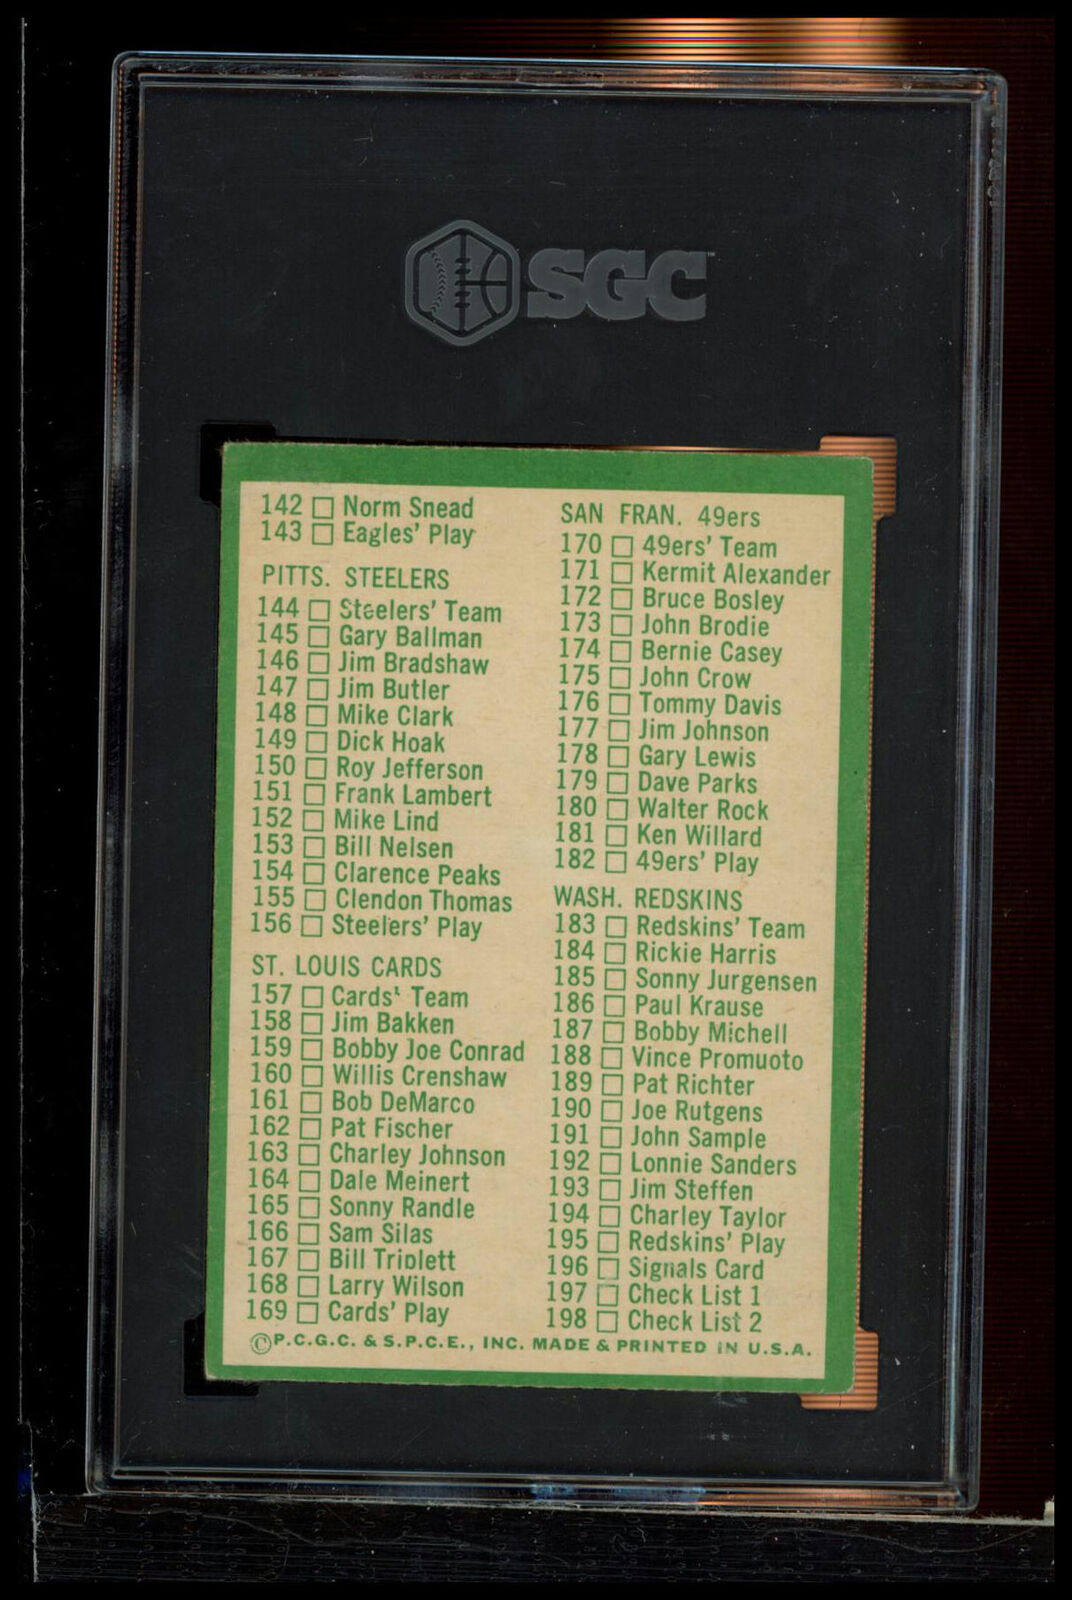 SGC
142 □ Norm Snead
143 □ Eagles' Play
PITTS. STEELERS
144 □ Steelers' Team
145 □ Gary Ballman
146 □ Jim Bradshaw
147 □ Jim Butler
148 □ Mike Clark
149 □ Dick Hoak
150 □ Roy Jefferson
151 □ Frank Lambert
152 □ Mike Lind
153 □ Bill Nelsen
154 □ Clarence Peaks
155 □ Clendon Thomas
156 □ Steelers' Play
ST. LOUIS CARDS
157 □ Cards' Team
158 □ Jim Bakken
159 □ Bobby Joe Conrad
160 □ Willis Crenshaw
161 □ Bob DeMarco
162 □ Pat Fischer
163 □ Charley Johnson
164 □ Dale Meinert
165 □ Sonny Randle
166 □ Sam Silas
167 □ Bill Triplett
168 □ Larry Wilson
169 □ Cards' Play
SAN FRAN. 49ers
170 □ 49ers' Team
171 □ Kermit Alexander
172 □ Bruce Bosley
173 □ John Brodie
174 □ Bernie Casey
175 □ John Crow
176 □ Tommy Davis
177 □ Jim Johnson
178 □ Gary Lewis
179 □ Dave Parks
180 □ Walter Rock
181 □ Ken Willard
182 □ 49ers' Play
WASH. REDSKINS
183 □ Redskins' Team
184 □ Rickie Harris
185 □ Sonny Jurgensen
186 □ Paul Krause
187 □ Bobby Michell
188 □ Vince Promuoto
189 □ Pat Richter
190 □ Joe Rutgens
191 □ John Sample
192 □ Lonnie Sanders
193 □ Jim Steffen
194 □ Charley Taylor
195 □ Redskins' Play
196 □ Signals Card
197 □ Check List 1
198 □ Check List 2
©P.C.G.C. & S.P.C.E., INC. MADE & PRINTED IN U.S.A.